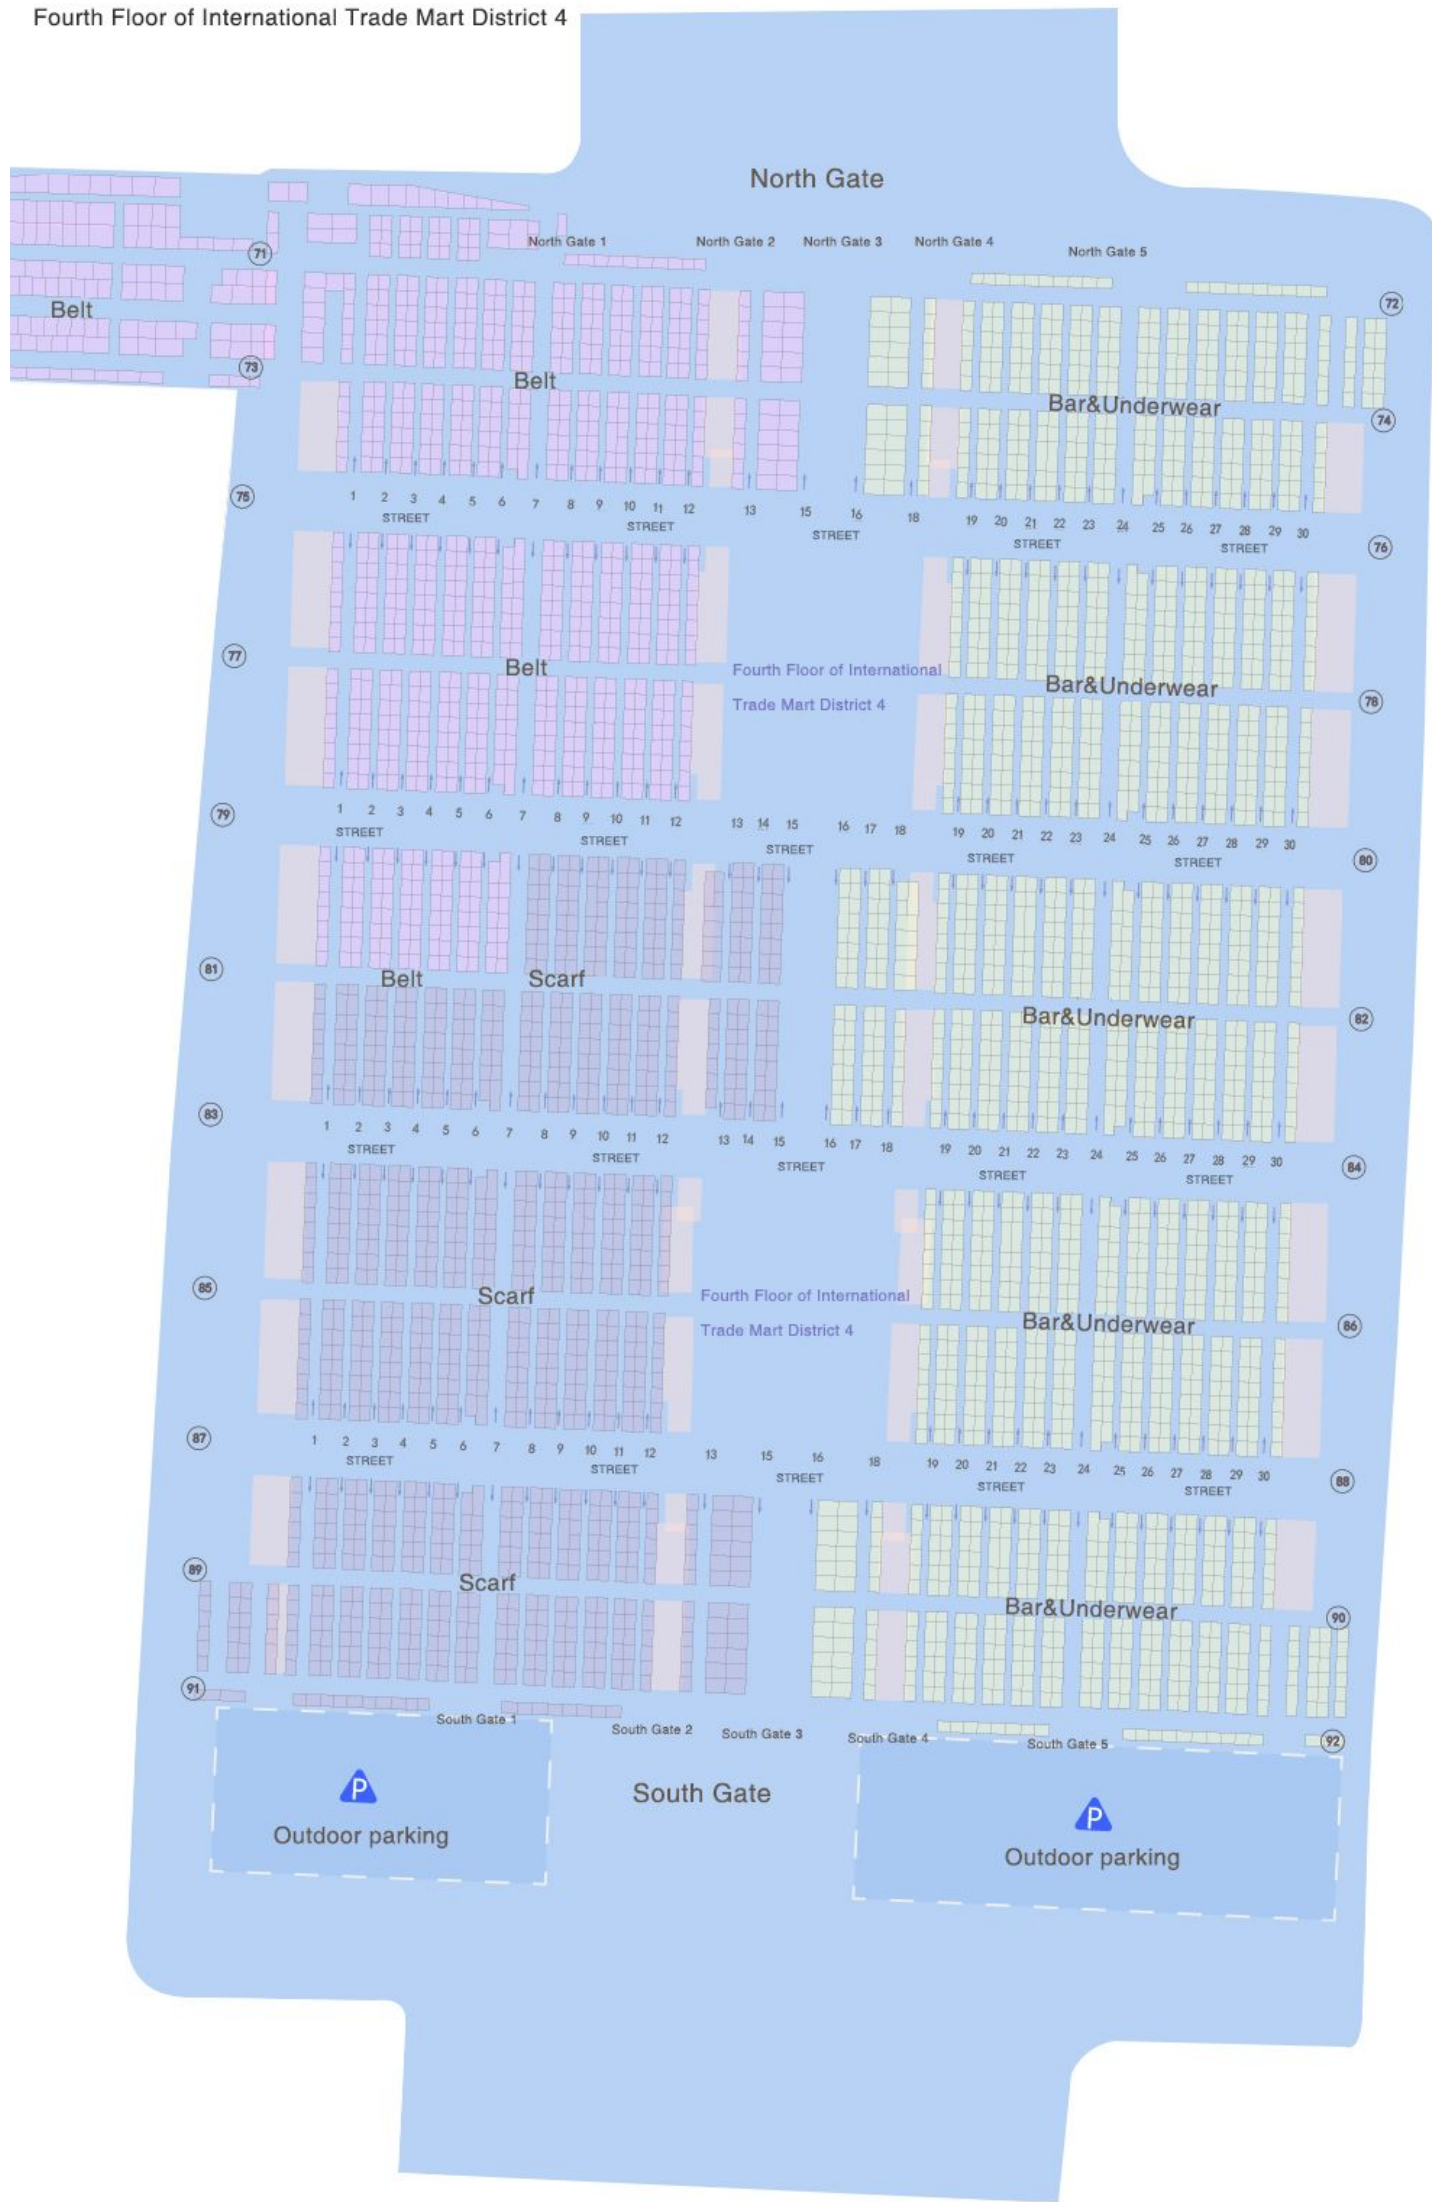 Fourth Floor of International Trade Mart District 4
North Gate
North Gate 1 North Gate 2 North Gate 3 North Gate 4 North Gate 5
71
72
Belt
73
Belt
Bar&Underwear
74
75
1 2 3 4 5 6 7 8 9 10 11 12 13 15 16 18 19 20 21 22 23 24 25 26 27 28 29 30
STREET STREET STREET STREET STREET
76
77
Belt
Fourth Floor of International
Trade Mart District 4
Bar&Underwear
78
79
1 2 3 4 5 6 7 8 9 10 11 12 13 14 15 16 17 18 19 20 21 22 23 24 25 26 27 28 29 30
STREET STREET STREET STREET STREET
80
81
Belt Scarf
Bar&Underwear
82
83
1 2 3 4 5 6 7 8 9 10 11 12 13 14 15 16 17 18 19 20 21 22 23 24 25 26 27 28 29 30
STREET STREET STREET STREET STREET
84
85
Scarf
Fourth Floor of International
Trade Mart District 4
Bar&Underwear
86
87
1 2 3 4 5 6 7 8 9 10 11 12 13 15 16 18 19 20 21 22 23 24 25 26 27 28 29 30
STREET STREET STREET STREET STREET
88
89
Scarf
Bar&Underwear
90
91
South Gate 1 South Gate 2 South Gate 3 South Gate 4 South Gate 5
92
South Gate
P
Outdoor parking
P
Outdoor parking